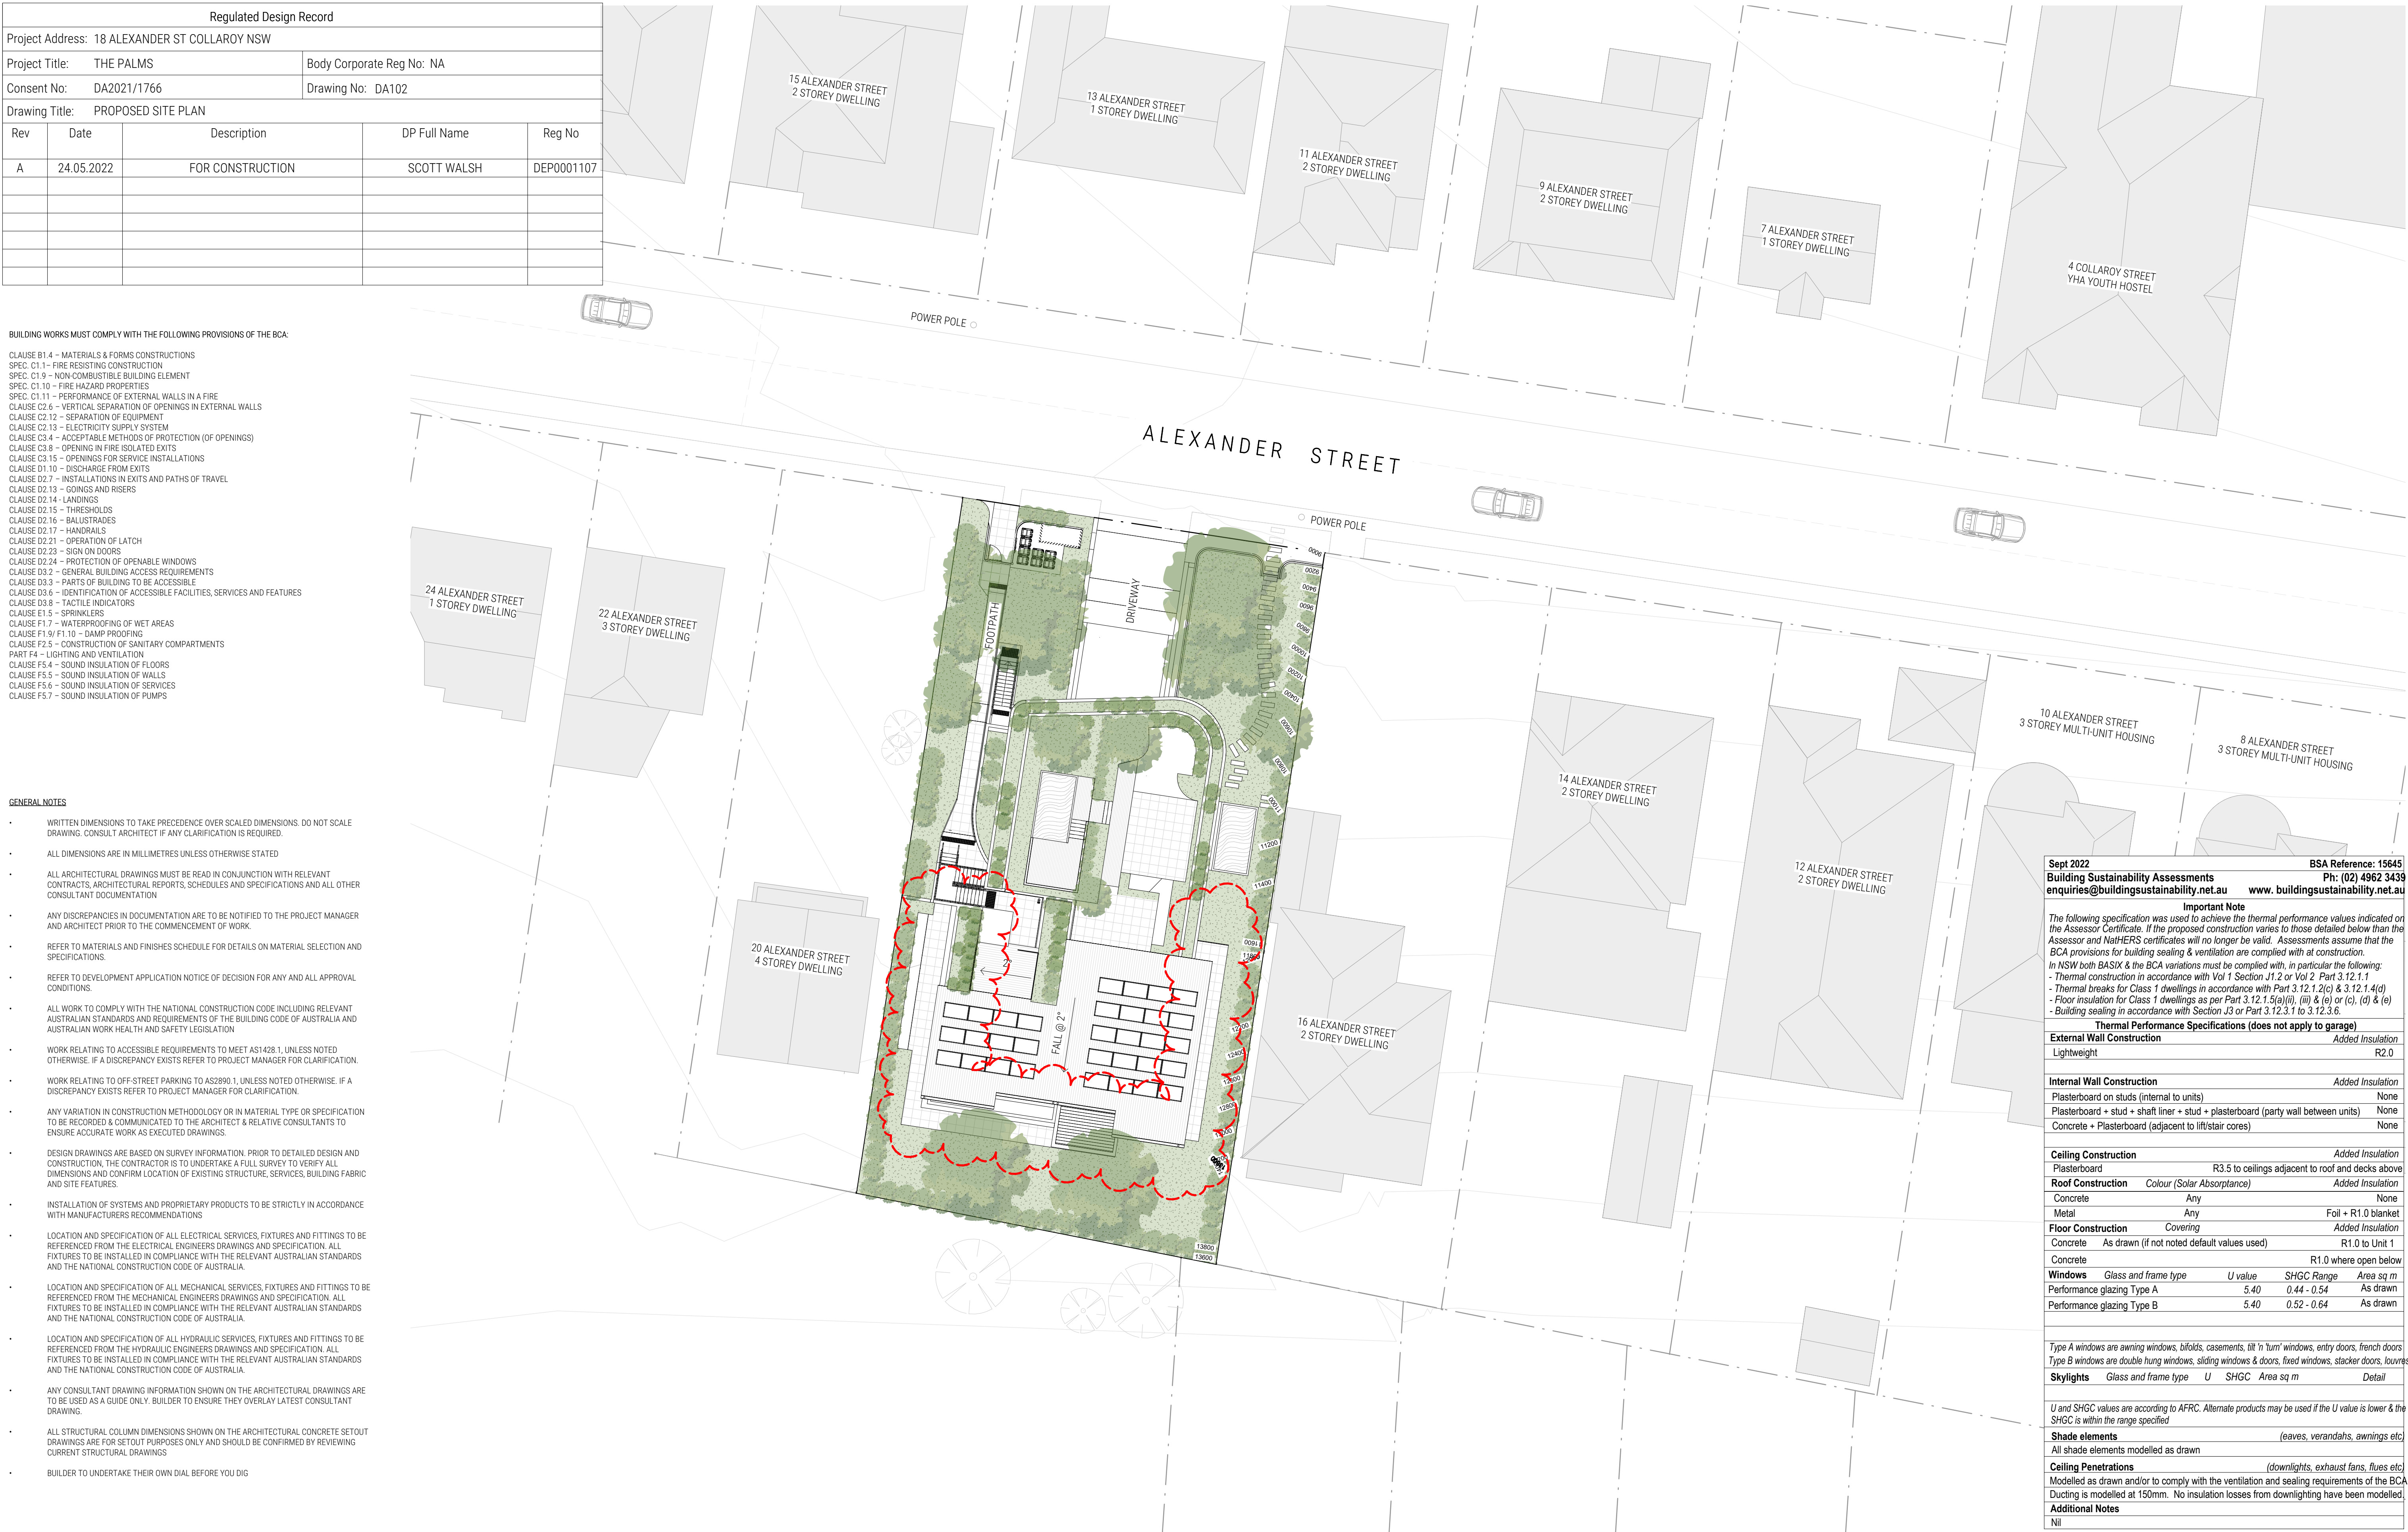 Regulated Design Record
Project Address: 18 ALEXANDER ST COLLAROY NSW
Project Title: THE PALMS
Body Corporate Reg No: NA
Consent No: DA2021/1766
Drawing No: DA102
Drawing Title: PROPOSED SITE PLAN
Rev Date Description DP Full Name Reg No
A 24.05.2022 FOR CONSTRUCTION SCOTT WALSH DEP0001107
BUILDING WORKS MUST COMPLY WITH THE FOLLOWING PROVISIONS OF THE BCA:
CLAUSE B1.4 – MATERIALS & FORMS CONSTRUCTIONS
SPEC. C1.1– FIRE RESISTING CONSTRUCTION
SPEC. C1.9 – NON-COMBUSTIBLE BUILDING ELEMENT
SPEC. C1.10 – FIRE HAZARD PROPERTIES
SPEC. C1.11 – PERFORMANCE OF EXTERNAL WALLS IN A FIRE
CLAUSE C2.6 – VERTICAL SEPARATION OF OPENINGS IN EXTERNAL WALLS
CLAUSE C2.12 – SEPARATION OF EQUIPMENT
CLAUSE C2.13 – ELECTRICITY SUPPLY SYSTEM
CLAUSE C3.4 – ACCEPTABLE METHODS OF PROTECTION (OF OPENINGS)
CLAUSE C3.8 – OPENING IN FIRE ISOLATED EXITS
CLAUSE C3.15 – OPENINGS FOR SERVICE INSTALLATIONS
CLAUSE D1.10 – DISCHARGE FROM EXITS
CLAUSE D2.7 – INSTALLATIONS IN EXITS AND PATHS OF TRAVEL
CLAUSE D2.13 – GOINGS AND RISERS
CLAUSE D2.14 - LANDINGS
CLAUSE D2.15 – THRESHOLDS
CLAUSE D2.16 – BALUSTRADES
CLAUSE D2.17 – HANDRAILS
CLAUSE D2.21 – OPERATION OF LATCH
CLAUSE D2.23 – SIGN ON DOORS
CLAUSE D2.24 – PROTECTION OF OPENABLE WINDOWS
CLAUSE D3.2 – GENERAL BUILDING ACCESS REQUIREMENTS
CLAUSE D3.3 – PARTS OF BUILDING TO BE ACCESSIBLE
CLAUSE D3.6 – IDENTIFICATION OF ACCESSIBLE FACILITIES, SERVICES AND FEATURES
CLAUSE D3.8 – TACTILE INDICATORS
CLAUSE E1.5 – SPRINKLERS
CLAUSE F1.7 – WATERPROOFING OF WET AREAS
CLAUSE F1.9/ F1.10 – DAMP PROOFING
CLAUSE F2.5 – CONSTRUCTION OF SANITARY COMPARTMENTS
PART F4 – LIGHTING AND VENTILATION
CLAUSE F5.4 – SOUND INSULATION OF FLOORS
CLAUSE F5.5 – SOUND INSULATION OF WALLS
CLAUSE F5.6 – SOUND INSULATION OF SERVICES
CLAUSE F5.7 – SOUND INSULATION OF PUMPS
GENERAL NOTES
• WRITTEN DIMENSIONS TO TAKE PRECEDENCE OVER SCALED DIMENSIONS. DO NOT SCALE
DRAWING. CONSULT ARCHITECT IF ANY CLARIFICATION IS REQUIRED.
• ALL DIMENSIONS ARE IN MILLIMETRES UNLESS OTHERWISE STATED
• ALL ARCHITECTURAL DRAWINGS MUST BE READ IN CONJUNCTION WITH RELEVANT
CONTRACTS, ARCHITECTURAL REPORTS, SCHEDULES AND SPECIFICATIONS AND ALL OTHER
CONSULTANT DOCUMENTATION
• ANY DISCREPANCIES IN DOCUMENTATION ARE TO BE NOTIFIED TO THE PROJECT MANAGER
AND ARCHITECT PRIOR TO THE COMMENCEMENT OF WORK.
• REFER TO MATERIALS AND FINISHES SCHEDULE FOR DETAILS ON MATERIAL SELECTION AND
SPECIFICATIONS.
• REFER TO DEVELOPMENT APPLICATION NOTICE OF DECISION FOR ANY AND ALL APPROVAL
CONDITIONS.
• ALL WORK TO COMPLY WITH THE NATIONAL CONSTRUCTION CODE INCLUDING RELEVANT
AUSTRALIAN STANDARDS AND REQUIREMENTS OF THE BUILDING CODE OF AUSTRALIA AND
AUSTRALIAN WORK HEALTH AND SAFETY LEGISLATION
• WORK RELATING TO ACCESSIBLE REQUIREMENTS TO MEET AS1428.1, UNLESS NOTED
OTHERWISE. IF A DISCREPANCY EXISTS REFER TO PROJECT MANAGER FOR CLARIFICATION.
• WORK RELATING TO OFF-STREET PARKING TO AS2890.1, UNLESS NOTED OTHERWISE. IF A
DISCREPANCY EXISTS REFER TO PROJECT MANAGER FOR CLARIFICATION.
• ANY VARIATION IN CONSTRUCTION METHODOLOGY OR IN MATERIAL TYPE OR SPECIFICATION
TO BE RECORDED & COMMUNICATED TO THE ARCHITECT & RELATIVE CONSULTANTS TO
ENSURE ACCURATE WORK AS EXECUTED DRAWINGS.
• DESIGN DRAWINGS ARE BASED ON SURVEY INFORMATION. PRIOR TO DETAILED DESIGN AND
CONSTRUCTION, THE CONTRACTOR IS TO UNDERTAKE A FULL SURVEY TO VERIFY ALL
DIMENSIONS AND CONFIRM LOCATION OF EXISTING STRUCTURE, SERVICES, BUILDING FABRIC
AND SITE FEATURES.
• INSTALLATION OF SYSTEMS AND PROPRIETARY PRODUCTS TO BE STRICTLY IN ACCORDANCE
WITH MANUFACTURERS RECOMMENDATIONS
• LOCATION AND SPECIFICATION OF ALL ELECTRICAL SERVICES, FIXTURES AND FITTINGS TO BE
REFERENCED FROM THE ELECTRICAL ENGINEERS DRAWINGS AND SPECIFICATION. ALL
FIXTURES TO BE INSTALLED IN COMPLIANCE WITH THE RELEVANT AUSTRALIAN STANDARDS
AND THE NATIONAL CONSTRUCTION CODE OF AUSTRALIA.
• LOCATION AND SPECIFICATION OF ALL MECHANICAL SERVICES, FIXTURES AND FITTINGS TO BE
REFERENCED FROM THE MECHANICAL ENGINEERS DRAWINGS AND SPECIFICATION. ALL
FIXTURES TO BE INSTALLED IN COMPLIANCE WITH THE RELEVANT AUSTRALIAN STANDARDS
AND THE NATIONAL CONSTRUCTION CODE OF AUSTRALIA.
• LOCATION AND SPECIFICATION OF ALL HYDRAULIC SERVICES, FIXTURES AND FITTINGS TO BE
REFERENCED FROM THE HYDRAULIC ENGINEERS DRAWINGS AND SPECIFICATION. ALL
FIXTURES TO BE INSTALLED IN COMPLIANCE WITH THE RELEVANT AUSTRALIAN STANDARDS
AND THE NATIONAL CONSTRUCTION CODE OF AUSTRALIA.
• ANY CONSULTANT DRAWING INFORMATION SHOWN ON THE ARCHITECTURAL DRAWINGS ARE
TO BE USED AS A GUIDE ONLY. BUILDER TO ENSURE THEY OVERLAY LATEST CONSULTANT
DRAWING.
• ALL STRUCTURAL COLUMN DIMENSIONS SHOWN ON THE ARCHITECTURAL CONCRETE SETOUT
DRAWINGS ARE FOR SETOUT PURPOSES ONLY AND SHOULD BE CONFIRMED BY REVIEWING
CURRENT STRUCTURAL DRAWINGS
• BUILDER TO UNDERTAKE THEIR OWN DIAL BEFORE YOU DIG
15 ALEXANDER STREET
2 STOREY DWELLING
13 ALEXANDER STREET
1 STOREY DWELLING
11 ALEXANDER STREET
2 STOREY DWELLING
9 ALEXANDER STREET
2 STOREY DWELLING
7 ALEXANDER STREET
1 STOREY DWELLING
4 COLLAROY STREET
YHA YOUTH HOSTEL
POWER POLE
ALEXANDER STREET
POWER POLE
24 ALEXANDER STREET
1 STOREY DWELLING
22 ALEXANDER STREET
3 STOREY DWELLING
FOOTPATH
DRIVEWAY
9000
9200
9400
9600
9800
10000
10200
10400
10600
10800
11000
11200
11400
1600
11800
2°
FALL @ 2°
12400
12600
12800
13800
13600
20 ALEXANDER STREET
4 STOREY DWELLING
16 ALEXANDER STREET
2 STOREY DWELLING
14 ALEXANDER STREET
2 STOREY DWELLING
12 ALEXANDER STREET
2 STOREY DWELLING
10 ALEXANDER STREET
3 STOREY MULTI-UNIT HOUSING
8 ALEXANDER STREET
3 STOREY MULTI-UNIT HOUSING
Sept 2022 BSA Reference: 15645
Building Sustainability Assessments Ph: (02) 4962 3439
enquiries@buildingsustainability.net.au www. buildingsustainability.net.au
Important Note
The following specification was used to achieve the thermal performance values indicated on
the Assessor Certificate. If the proposed construction varies to those detailed below than the
Assessor and NatHERS certificates will no longer be valid. Assessments assume that the
BCA provisions for building sealing & ventilation are complied with at construction.
In NSW both BASIX & the BCA variations must be complied with, in particular the following:
- Thermal construction in accordance with Vol 1 Section J1.2 or Vol 2 Part 3.12.1.1
- Thermal breaks for Class 1 dwellings in accordance with Part 3.12.1.2(c) & 3.12.1.4(d)
- Floor insulation for Class 1 dwellings as per Part 3.12.1.5(a)(ii), (iii) & (e) or (c), (d) & (e)
- Building sealing in accordance with Section J3 or Part 3.12.3.1 to 3.12.3.6.
Thermal Performance Specifications (does not apply to garage)
External Wall Construction Added Insulation
Lightweight R2.0
Internal Wall Construction Added Insulation
Plasterboard on studs (internal to units) None
Plasterboard + stud + shaft liner + stud + plasterboard (party wall between units) None
Concrete + Plasterboard (adjacent to lift/stair cores) None
Ceiling Construction Added Insulation
Plasterboard R3.5 to ceilings adjacent to roof and decks above
Roof Construction Colour (Solar Absorptance) Added Insulation
Concrete Any None
Metal Any Foil + R1.0 blanket
Floor Construction Covering Added Insulation
Concrete As drawn (if not noted default values used) R1.0 to Unit 1
Concrete R1.0 where open below
Windows Glass and frame type U value SHGC Range Area sq m
Performance glazing Type A 5.40 0.44 - 0.54 As drawn
Performance glazing Type B 5.40 0.52 - 0.64 As drawn
Type A windows are awning windows, bifolds, casements, tilt 'n 'turn' windows, entry doors, french doors
Type B windows are double hung windows, sliding windows & doors, fixed windows, stacker doors, louvres
Skylights Glass and frame type U SHGC Area sq m Detail
U and SHGC values are according to AFRC. Alternate products may be used if the U value is lower & the
SHGC is within the range specified
Shade elements (eaves, verandahs, awnings etc)
All shade elements modelled as drawn
Ceiling Penetrations (downlights, exhaust fans, flues etc)
Modelled as drawn and/or to comply with the ventilation and sealing requirements of the BCA
Ducting is modelled at 150mm. No insulation losses from downlighting have been modelled.
Additional Notes
Nil